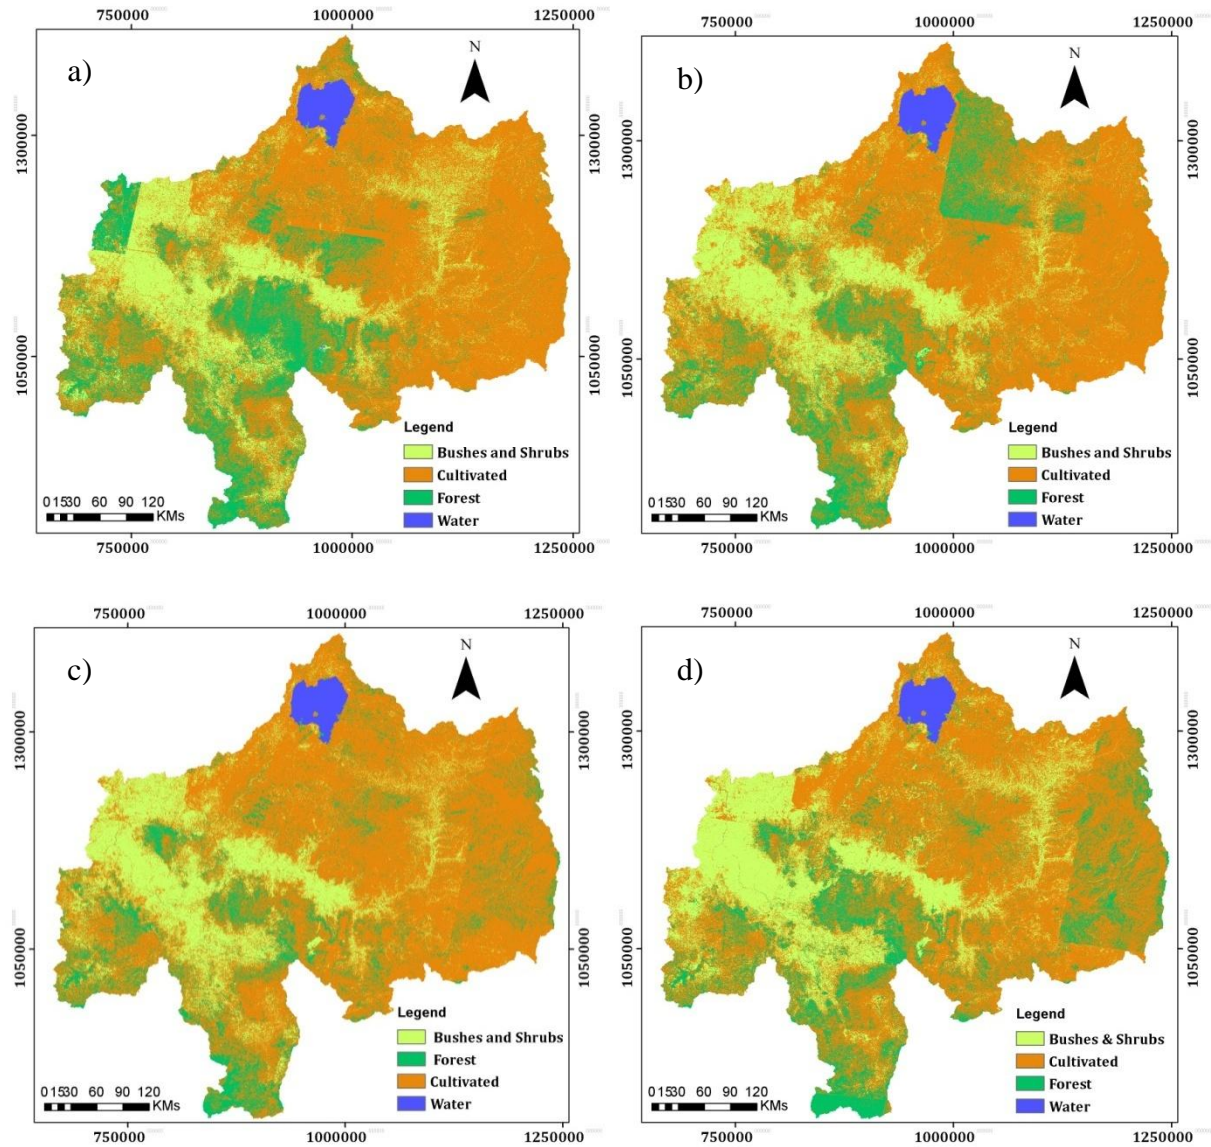 750000 1000000 1250000
a)
N
1300000 1300000
1050000 1050000
Legend
Bushes and Shrubs
Cultivated
Forest
Water
0 15 30 60 90 120
KMs
750000 1000000 1250000
750000 1000000 1250000
b)
N
1300000 1300000
1050000 1050000
Legend
Bushes and Shrubs
Cultivated
Forest
Water
0 15 30 60 90 120
KMs
750000 1000000 1250000
750000 1000000 1250000
c)
N
1300000 1300000
1050000 1050000
Legend
Bushes and Shrubs
Forest
Cultivated
Water
0 15 30 60 90 120
KMs
750000 1000000 1250000
750000 1000000 1250000
d)
N
1300000 1300000
1050000 1050000
Legend
Bushes & Shrubs
Cultivated
Forest
Water
0 15 30 60 90 120
KMs
750000 1000000 1250000